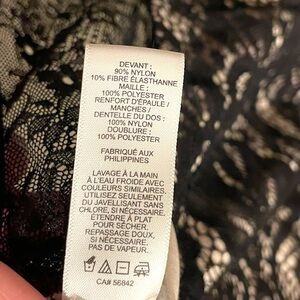 DEVANT :
90% NYLON
10% FIBRE ÉLASTHANNE
MAILLE :
100% POLYESTER
RENFORT D'ÉPAULE /
MANCHES /
DENTELLE DU DOS :
100% NYLON
DOUBLURE :
100% POLYESTER
FABRIQUÉ AUX
PHILIPPINES
LAVAGE À LA MAIN
À L'EAU FROIDE AVEC
COULEURS SIMILAIRES.
UTILISEZ SEULEMENT
DU JAVELLISANT SANS
CHLORE, SI NÉCESSAIRE.
ÉTENDRE À PLAT
POUR SÉCHER.
REPASSAGE DOUX,
SI NÉCESSAIRE.
PAS DE VAPEUR.
CA# 56842